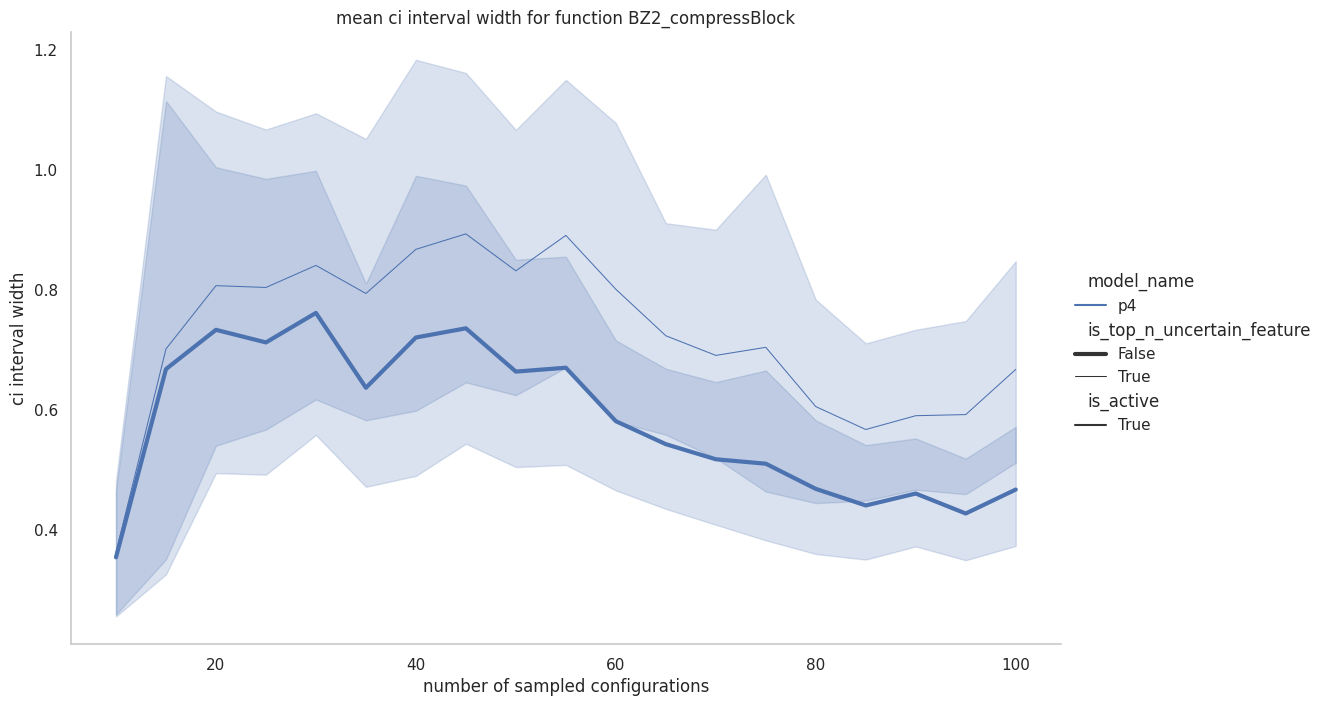 mean ci interval width for function BZ2_compressBlock
1.2
1.0
0.8
0.6
0.4
ci interval width
20
40
60
80
100
number of sampled configurations
model_name
p4
is_top_n_uncertain_feature
False
True
is_active
True